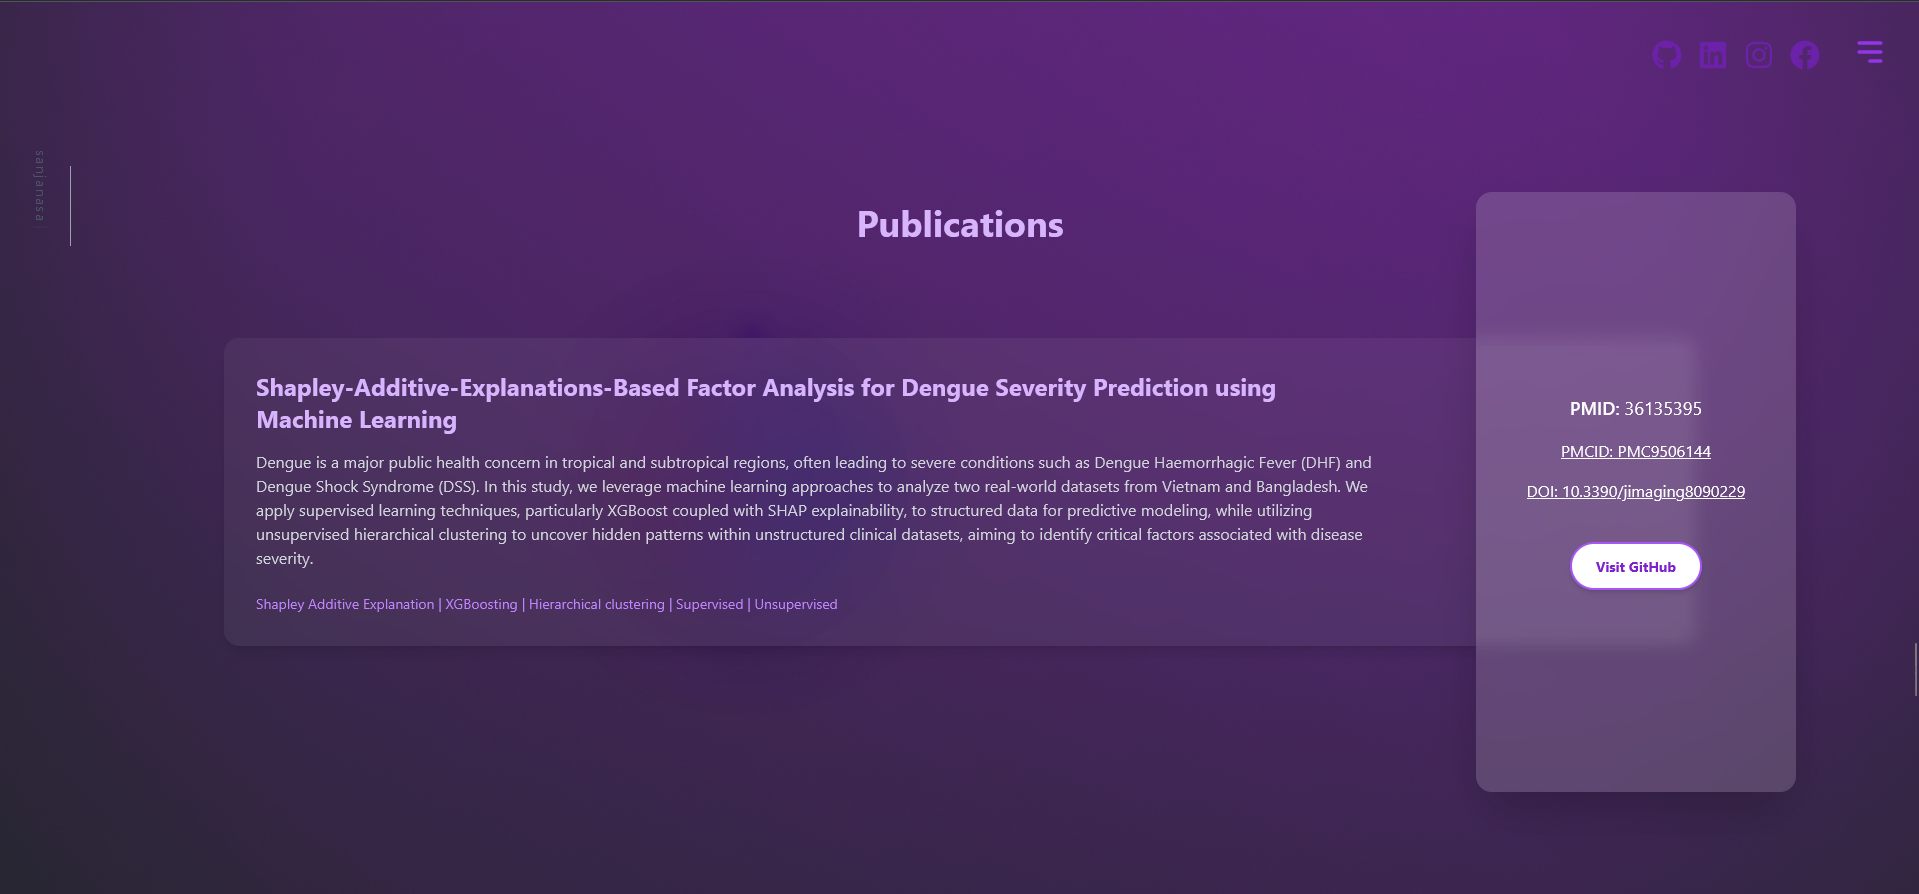 sanjanasa
Publications
Shapley-Additive-Explanations-Based Factor Analysis for Dengue Severity Prediction using
Machine Learning
Dengue is a major public health concern in tropical and subtropical regions, often leading to severe conditions such as Dengue Haemorrhagic Fever (DHF) and
Dengue Shock Syndrome (DSS). In this study, we leverage machine learning approaches to analyze two real-world datasets from Vietnam and Bangladesh. We
apply supervised learning techniques, particularly XGBoost coupled with SHAP explainability, to structured data for predictive modeling, while utilizing
unsupervised hierarchical clustering to uncover hidden patterns within unstructured clinical datasets, aiming to identify critical factors associated with disease
severity.
Shapley Additive Explanation | XGBoosting | Hierarchical clustering | Supervised | Unsupervised
PMID: 36135395
PMCID: PMC9506144
DOI: 10.3390/jimaging8090229
Visit GitHub